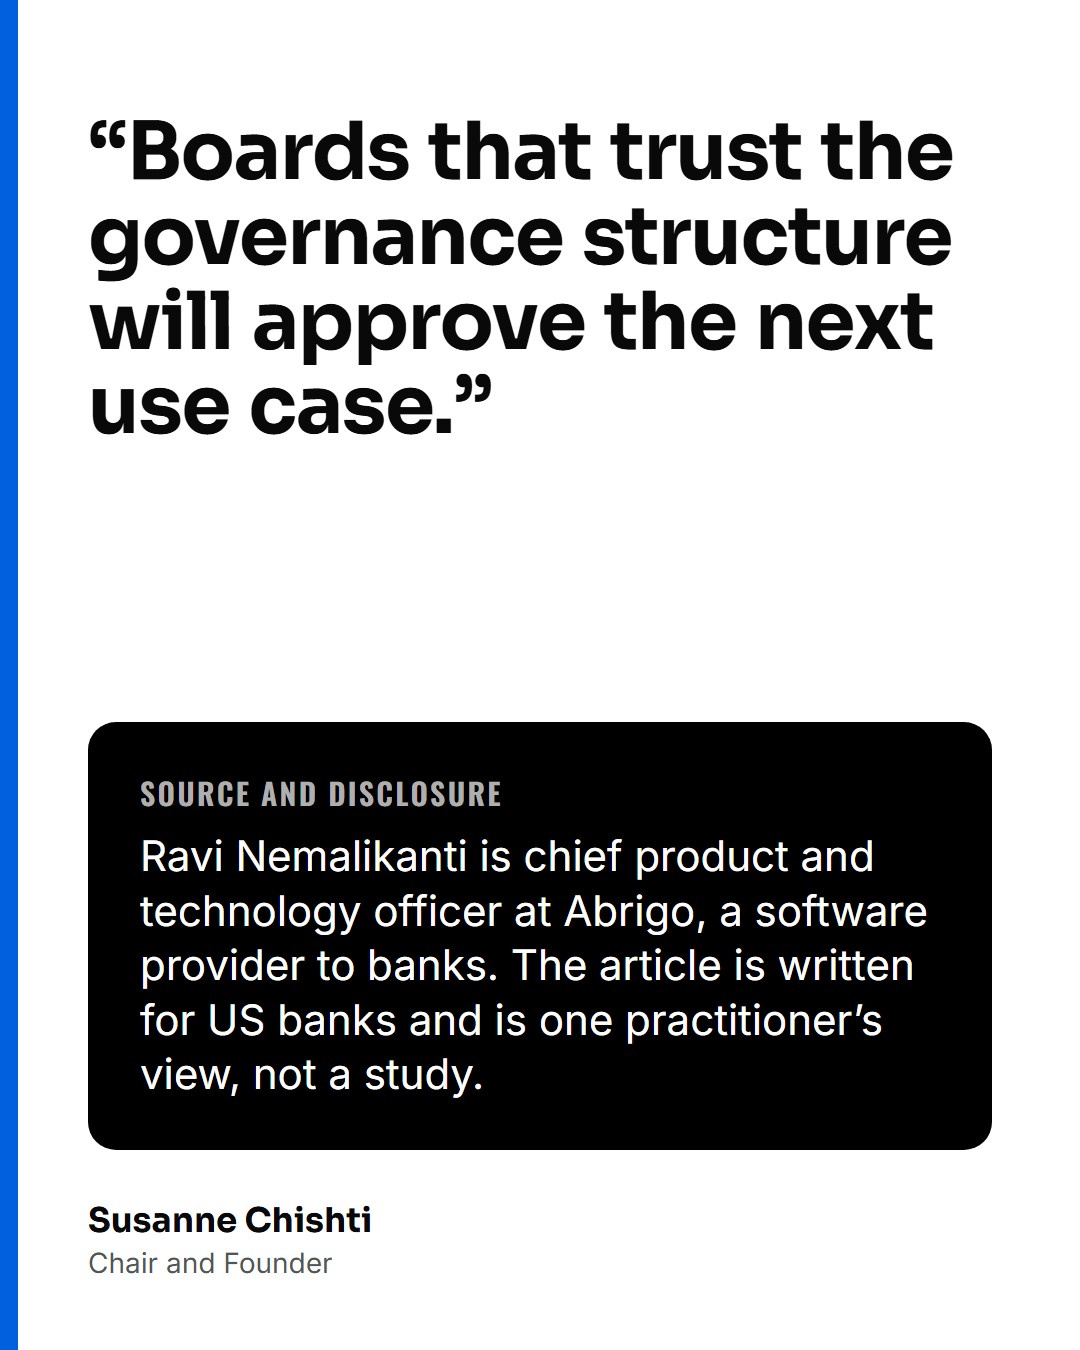 “Boards that trust the
governance structure
will approve the next
use case.”
SOURCE AND DISCLOSURE
Ravi Nemalikanti is chief product and
technology officer at Abrigo, a software
provider to banks. The article is written
for US banks and is one practitioner’s
view, not a study.
Susanne Chishti
Chair and Founder